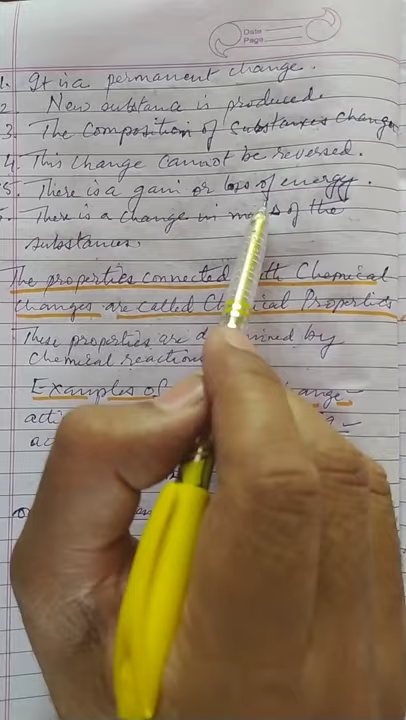 Date
Page
1. It is a permanent change.
2. New substance is produced.
3. The composition of substances change
4. This change cannot be reversed.
5. There is a gain or loss of energy.
There is a change in mass of the
substances.
The properties connected with Chemical
changes are called Chemical Properties
These properties are determined by
chemical reaction
Examples of ange